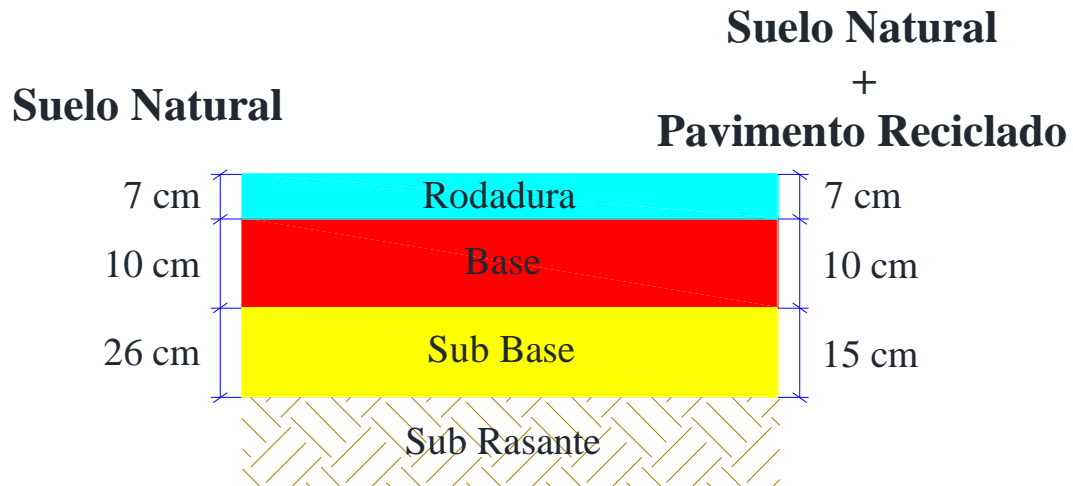 Suelo Natural
Suelo Natural
+
Pavimento Reciclado
7 cm
Rodadura
7 cm
10 cm
Base
10 cm
26 cm
Sub Base
15 cm
Sub Rasante